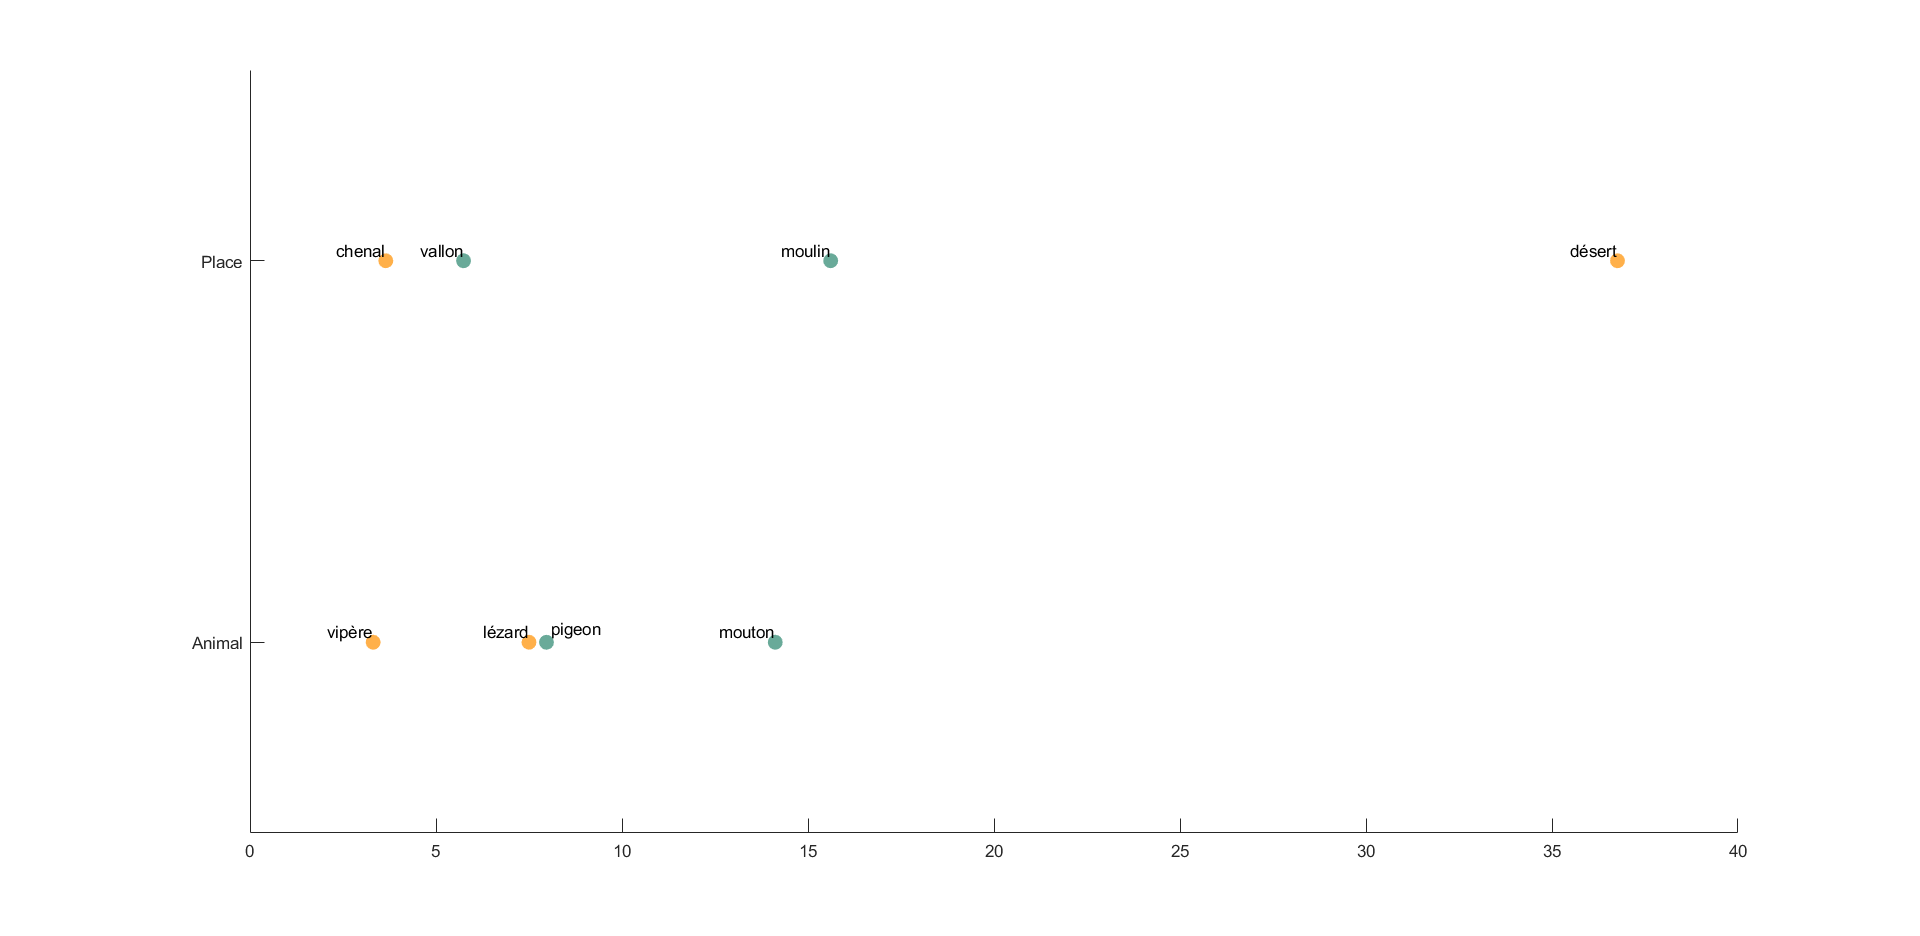 chenal vallon moulin désert
Place
vipère lézard pigeon mouton
Animal
0 5 10 15 20 25 30 35 40